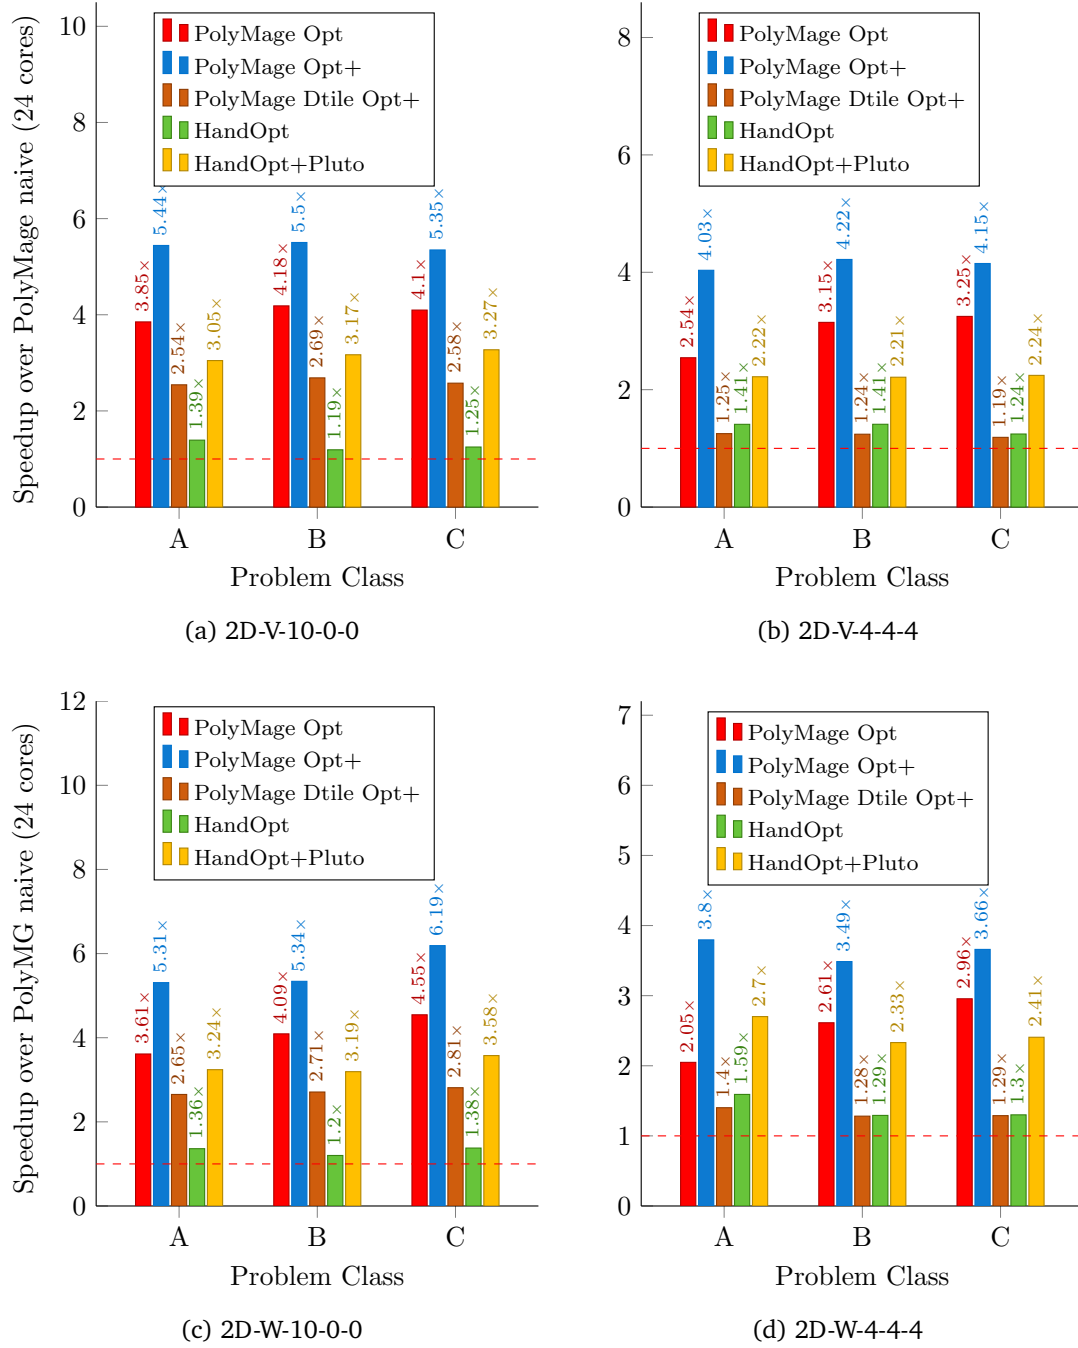 Speedup over PolyMage naive (24 cores)
10
8
6
4
2
0
PolyMage Opt
PolyMage Opt+
PolyMage Dtile Opt+
HandOpt
HandOpt+Pluto
3.85×
5.44×
2.54×
1.39×
3.05×
4.18×
5.5×
2.69×
1.19×
3.17×
4.1×
5.35×
2.58×
1.25×
3.27×
A B C
Problem Class
(a) 2D-V-10-0-0
8
6
4
2
0
PolyMage Opt
PolyMage Opt+
PolyMage Dtile Opt+
HandOpt
HandOpt+Pluto
2.54×
4.03×
1.25×
1.41×
2.22×
3.15×
4.22×
1.24×
1.41×
2.21×
3.25×
4.15×
1.19×
1.24×
2.24×
A B C
Problem Class
(b) 2D-V-4-4-4
Speedup over PolyMG naive (24 cores)
12
10
8
6
4
2
0
PolyMage Opt
PolyMage Opt+
PolyMage Dtile Opt+
HandOpt
HandOpt+Pluto
3.61×
5.31×
2.65×
1.36×
3.24×
4.09×
5.34×
2.71×
1.2×
3.19×
4.55×
6.19×
2.81×
1.38×
3.58×
A B C
Problem Class
(c) 2D-W-10-0-0
7
6
5
4
3
2
1
0
PolyMage Opt
PolyMage Opt+
PolyMage Dtile Opt+
HandOpt
HandOpt+Pluto
2.05×
3.8×
1.4×
1.59×
2.7×
2.61×
3.49×
1.28×
1.29×
2.33×
2.96×
3.66×
1.29×
1.3×
2.41×
A B C
Problem Class
(d) 2D-W-4-4-4